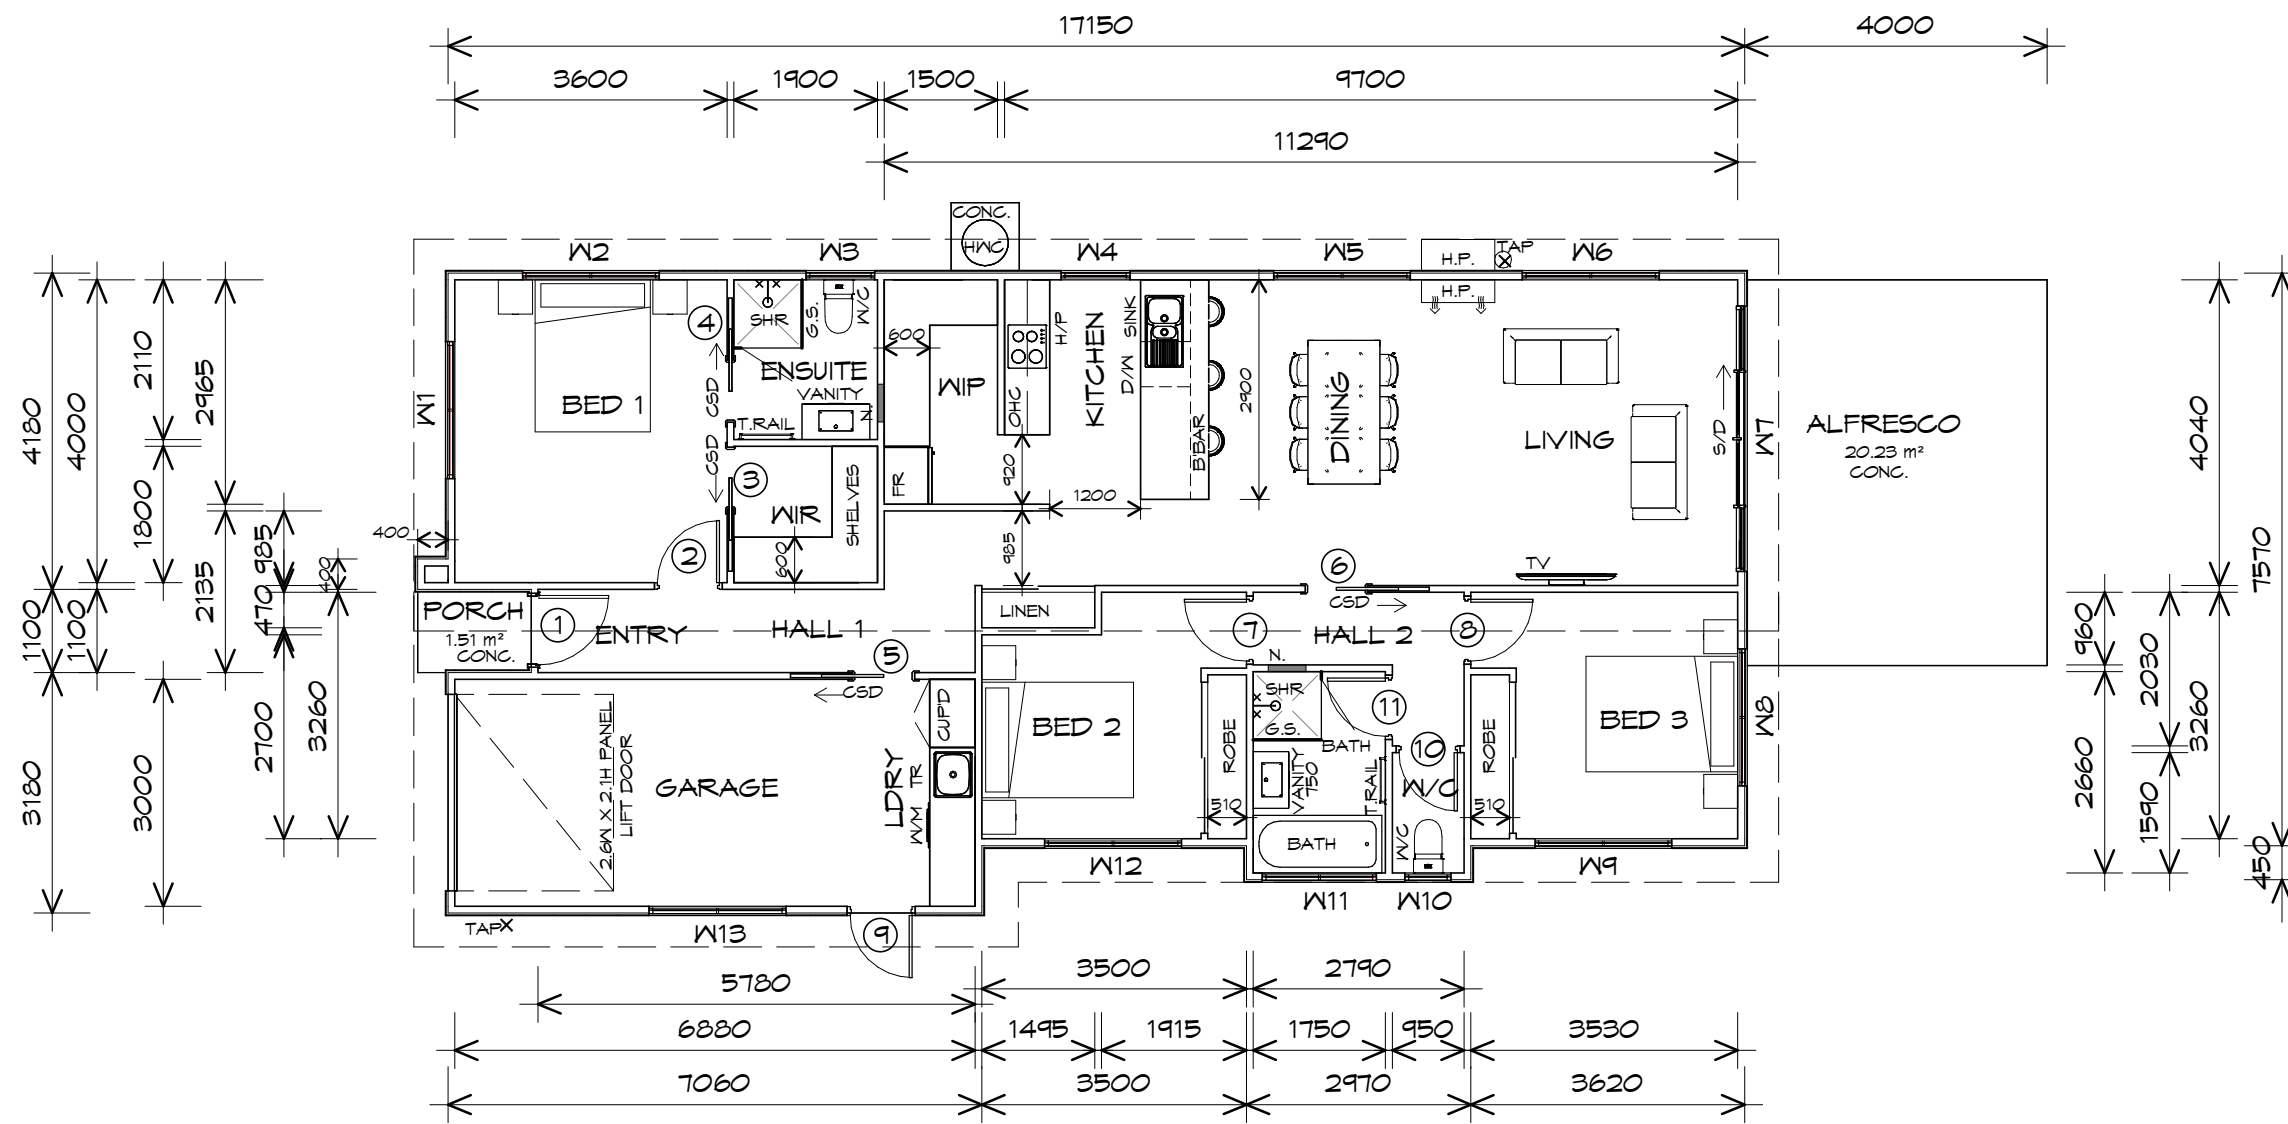 17150
4000
3600
1900
1500
9700
11290
CONC.
HWC
W2
W3
W4
W5
H.P.
TAP
W6
H.P.
4
SHR
G.S.
W/C
600
H/P
SINK
D/W
KITCHEN
2900
DINING
LIVING
S/D
W7
ALFRESCO
20.23 m²
CONC.
W1
BED 1
CSD
CSD
ENSUITE
VANITY
N.
T.RAIL
WIP
OHC
B'BAR
920
1200
FR
3
WIR
SHELVES
600
2
985
400
TV
6
CSD
PORCH
1.51 m²
CONC.
1
ENTRY
HALL 1
LINEN
5
CSD
7
HALL 2
8
N.
CUP'D
BED 2
ROBE
SHR
G.S.
BATH
11
10
W/C
ROBE
BED 3
W8
2.6W X 2.1H PANEL
LIFT DOOR
GARAGE
LDRY
TR
W/M
VANITY
750
T.RAIL
510
510
BATH
W/C
W12
W11
W10
W9
TAP
W13
9
4180
4000
2110
2965
1800
985
470
400
2135
1100
1100
3180
3000
2700
3260
4040
7570
960
2030
3260
2660
1590
450
5780
3500
2790
6880
1495
1915
1750
950
3530
7060
3500
2970
3620